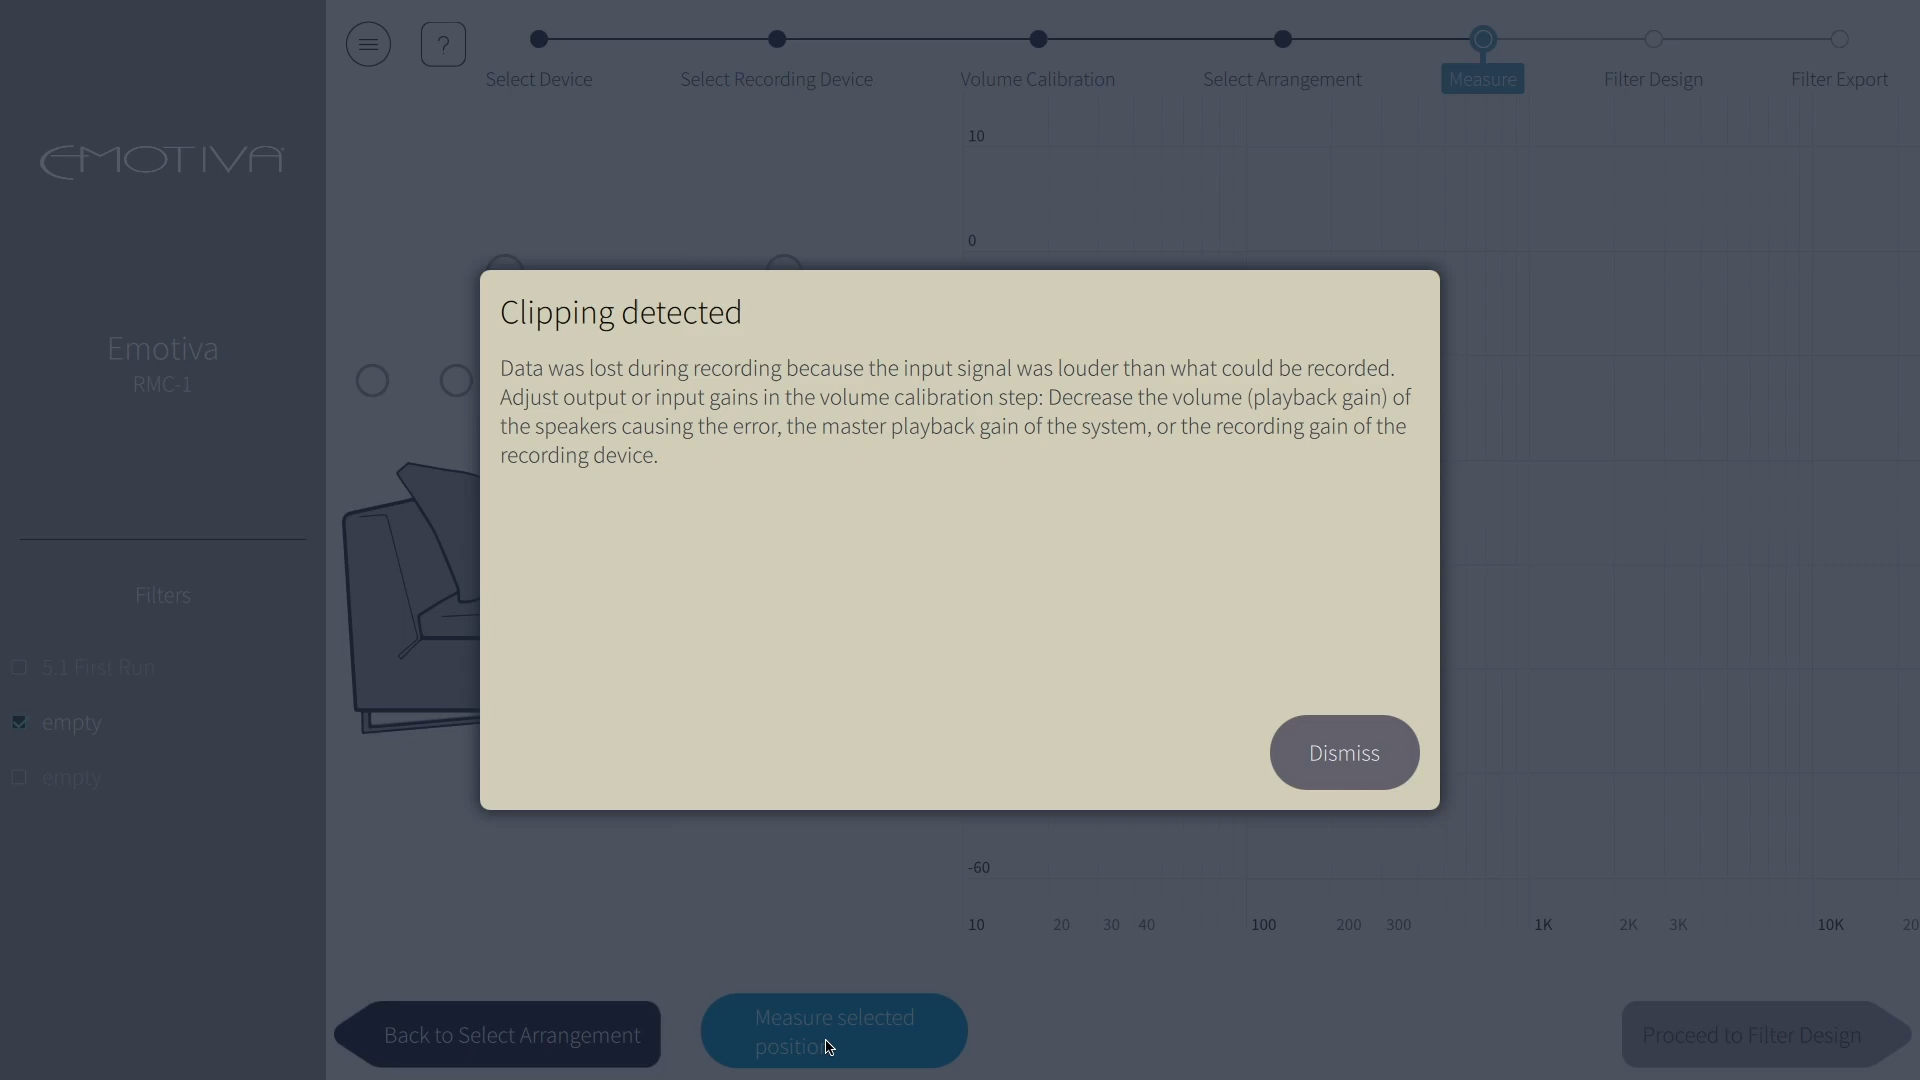 ?
Select Device
Select Recording Device
Volume Calibration
Select Arrangement
Measure
Filter Design
Filter Export
EMOTIVA
Emotiva
RMC-1
Filters
5.1 First Run
empty
empty
10
0
Clipping detected
Data was lost during recording because the input signal was louder than what could be recorded.
Adjust output or input gains in the volume calibration step: Decrease the volume (playback gain) of
the speakers causing the error, the master playback gain of the system, or the recording gain of the
recording device.
Dismiss
-60
10 20 30 40 100 200 300 1K 2K 3K 10K 20
Back to Select Arrangement
Measure selected
position
Proceed to Filter Design